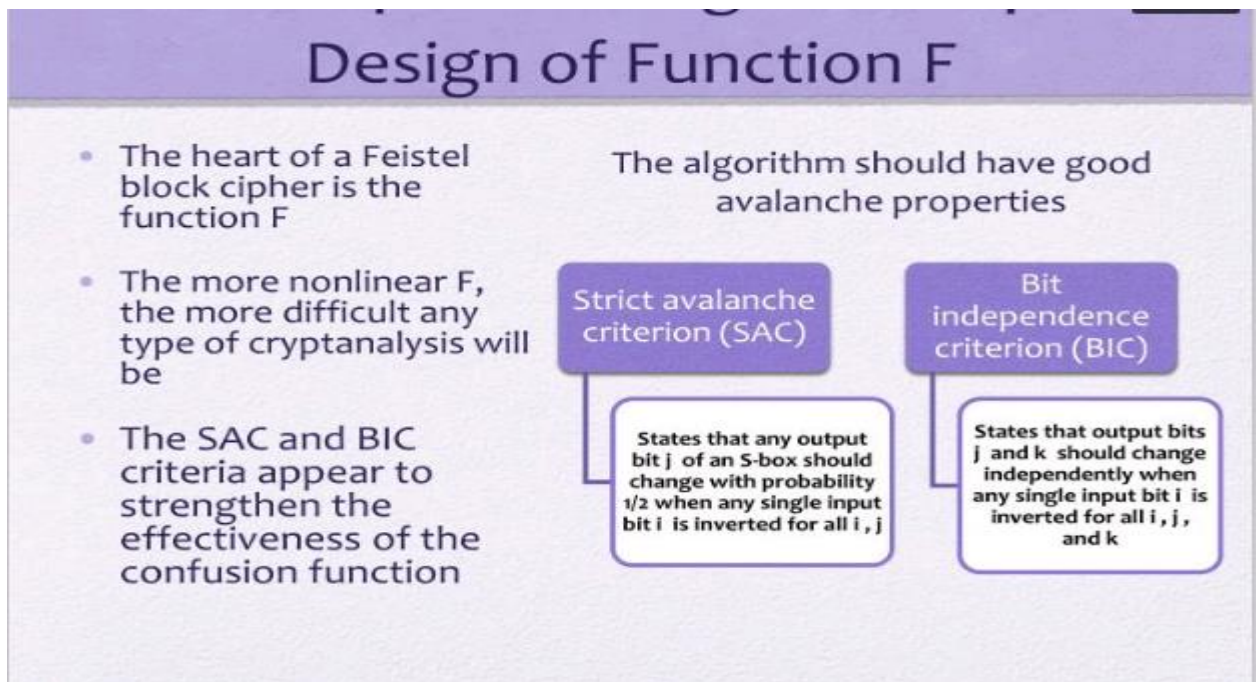 Design of Function F
• The heart of a Feistel
block cipher is the
function F
• The more nonlinear F,
the more difficult any
type of cryptanalysis will
be
• The SAC and BIC
criteria appear to
strengthen the
effectiveness of the
confusion function
The algorithm should have good
avalanche properties
Strict avalanche
criterion (SAC)
States that any output
bit j of an S-box should
change with probability
1/2 when any single input
bit i is inverted for all i , j
Bit
independence
criterion (BIC)
States that output bits
j and k should change
independently when
any single input bit i is
inverted for all i , j ,
and k